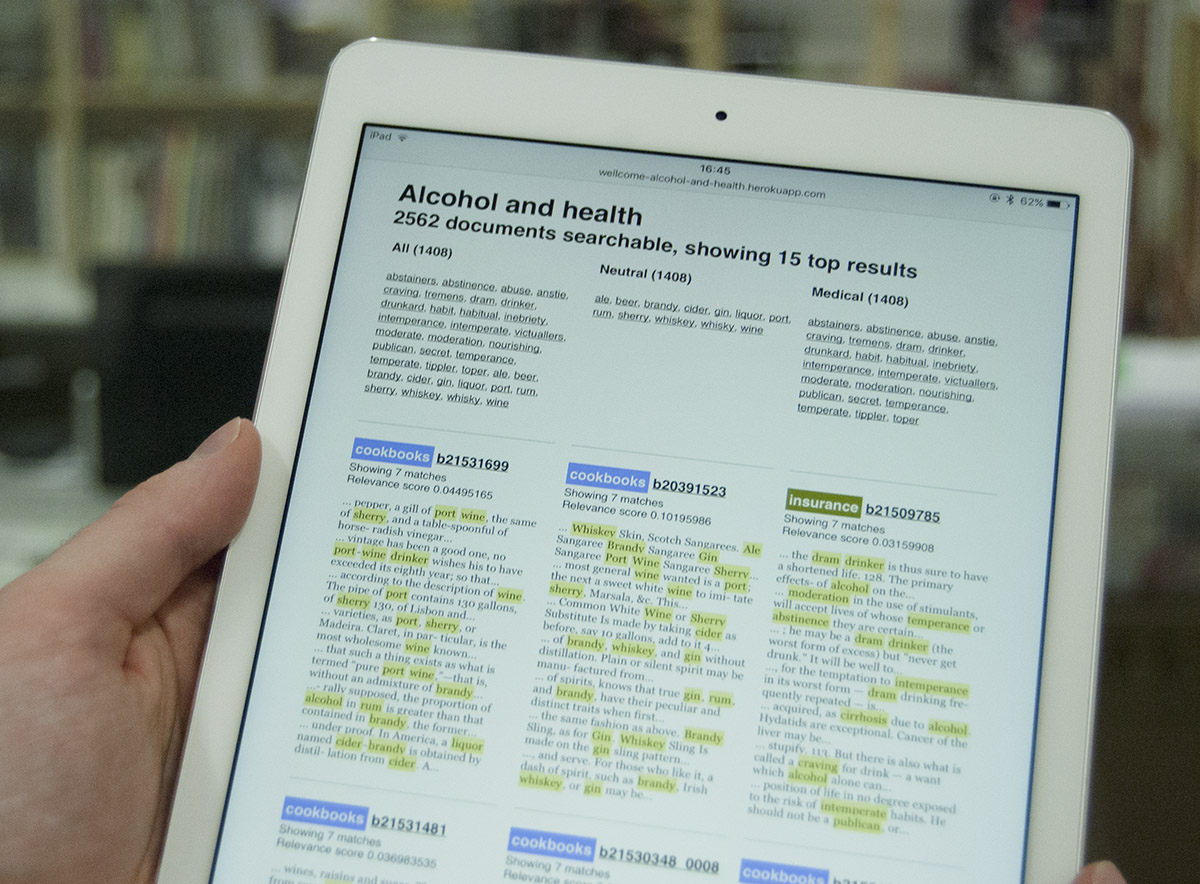 iPad
16:45
wellcome-alcohol-and-health.herokuapp.com
62%
Alcohol and health
2562 documents searchable, showing 15 top results
All (1408)
abstainers, abstinence, abuse, anstie,
craving, tremens, dram, drinker,
drunkard, habit, habitual, inebriety,
intemperance, intemperate, victuallers,
moderate, moderation, nourishing,
publican, secret, temperance,
temperate, tippler, toper, ale, beer,
brandy, cider, gin, liquor, port, rum,
sherry, whiskey, whisky, wine
Neutral (1408)
ale, beer, brandy, cider, gin, liquor, port,
rum, sherry, whiskey, whisky, wine
Medical (1408)
abstainers, abstinence, abuse, anstie,
craving, tremens, dram, drinker,
drunkard, habit, habitual, inebriety,
intemperance, intemperate, victuallers,
moderate, moderation, nourishing,
publican, secret, temperance,
temperate, tippler, toper
cookbooks b21531699
Showing 7 matches
Relevance score 0.04495165
... pepper, a gill of port wine, the same
of sherry, and a table-spoonful of
horse- radish vinegar...
... vintage has been a good one, no
port-wine drinker wishes his to have
exceeded its eighth year; so that...
... according to the description of wine.
The pipe of port contains 130 gallons,
of sherry 130, of Lisbon and...
... varieties, as port, sherry, or
Madeira. Claret, in par- ticular, is the
most wholesome wine known...
... that such a thing exists as what is
termed "pure port wine,"—that is,
without an admixture of brandy...
... rally supposed, the proportion of
alcohol in rum is greater than that
contained in brandy, the former...
... under proof. In America, a liquor
named cider-brandy is obtained by
distil- lation from cider. A...
cookbooks b20391523
Showing 7 matches
Relevance score 0.10195986
... Whiskey Skin, Scotch Sangarees. Ale
Sangaree Brandy Sangaree Gin
Sangaree Port Wine Sangaree Sherry...
... most general wine wanted is a port;
the next a sweet white wine to imi- tate
sherry, Marsala, &c. This...
... Common White Wine or Sherry
Substitute Is made by taking cider as
before, say 10 gallons, add to it 4...
... of brandy, whiskey, and gin without
distillation. Plain or silent spirit may be
manu- factured from...
... of spirits, knows that true gin, rum,
and brandy, have their peculiar and
distinct traits when first...
... the same fashion as above. Brandy
Sling, as for Gin. Whiskey Sling Is
made on the gin sling pattern...
... and serve. For those who like it, a
dash of spirit, such as brandy, Irish
whiskey, or gin may be...
insurance b21509785
Showing 7 matches
Relevance score 0.03159908
... the dram drinker is thus sure to have
a shortened life. 128. The primary
effects- of alcohol on the...
... moderation in the use of stimulants,
will accept lives of whose temperance or
abstinence they are certain...
... ; he may be a dram drinker (the
worst form of excess) but "never get
drunk." It will be well to...
... for the temptation to intemperance
in its worst form — dram drinking fre-
quently repeated — is...
... acquired, as cirrhosis due to alcohol.
Hydatids are exceptional. Cancer of the
liver may be...
... stupify. 113. But there is also what is
called a craving for drink — a want
which alcohol alone can...
... position of life in no degree exposed
to the risk of intemperate habits. He
should not be a publican, or...
cookbooks b21531481
Showing 7 matches
Relevance score 0.036983535
... wines, raisins and
cookbooks b21530348_0008
Showing 7 matches
cookbooks